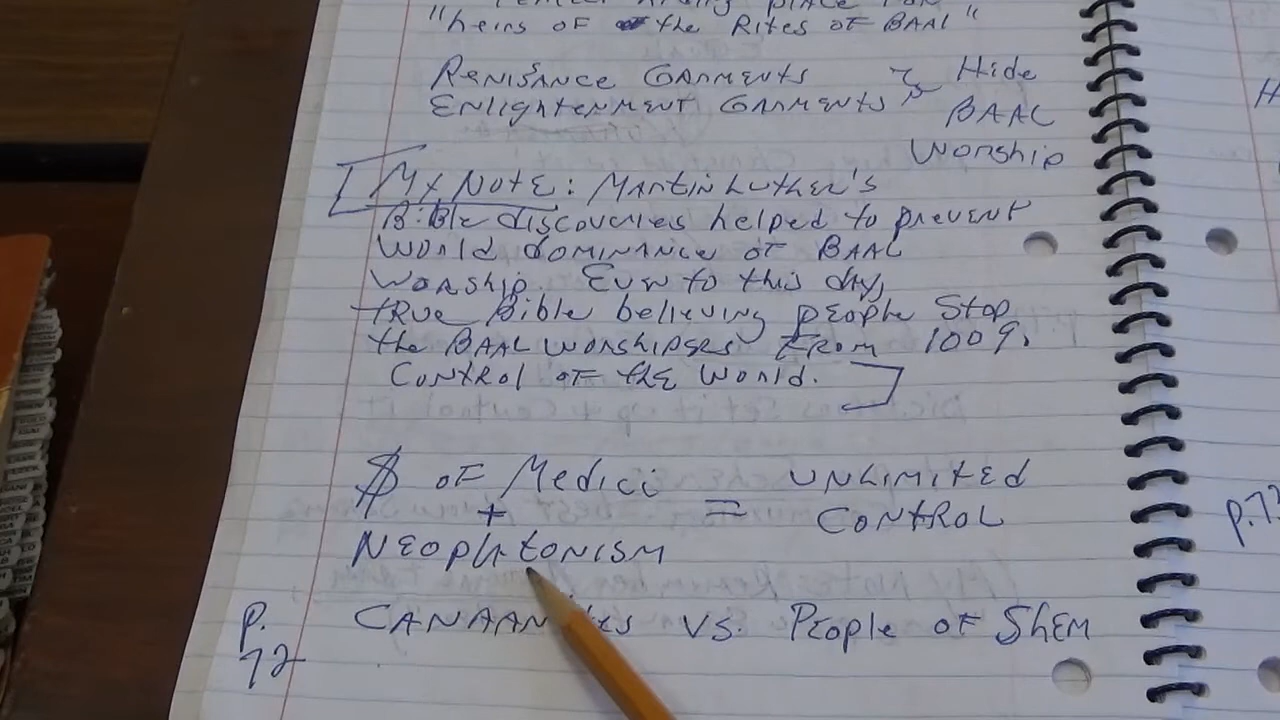 "heirs of the Rites of BAAL"
Renisance Garments } Hide
Enlightenment Garments BAAL
Worship
[My Note: Martin Luther's
Bible discoveries helped to prevent
World dominance of BAAL
Worship. Even to this day,
true Bible believing people stop
the BAAL worshipers from 100%
control of the world.]
$ of Medici = UNLIMITED
+ CONTROL
Neoplatonism
P. 72 CANAANites vs. People of Shem
p.7